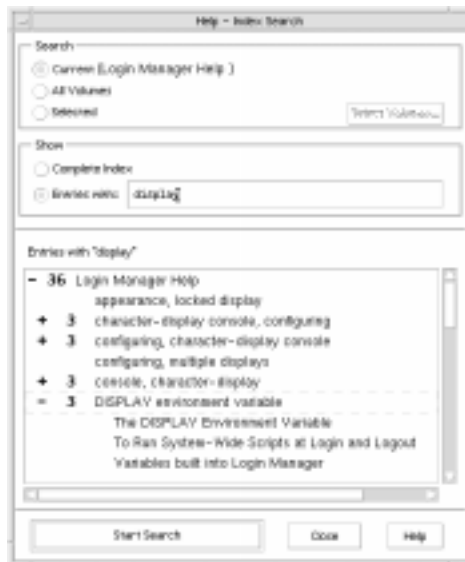 Help - Index Search
Search
Current (Login Manager Help )
All Volumes
Selected
Select Volumes...
Show
Complete Index
Entries with: display
Entries with "display"
- 36 Login Manager Help
appearance, locked display
+ 3 character-display console, configuring
+ 3 configuring, character-display console
configuring, multiple displays
+ 3 console, character-display
- 3 DISPLAY environment variable
The DISPLAY Environment Variable
To Run System-Wide Scripts at Login and Logout
Variables built into Login Manager
Start Search
Close
Help